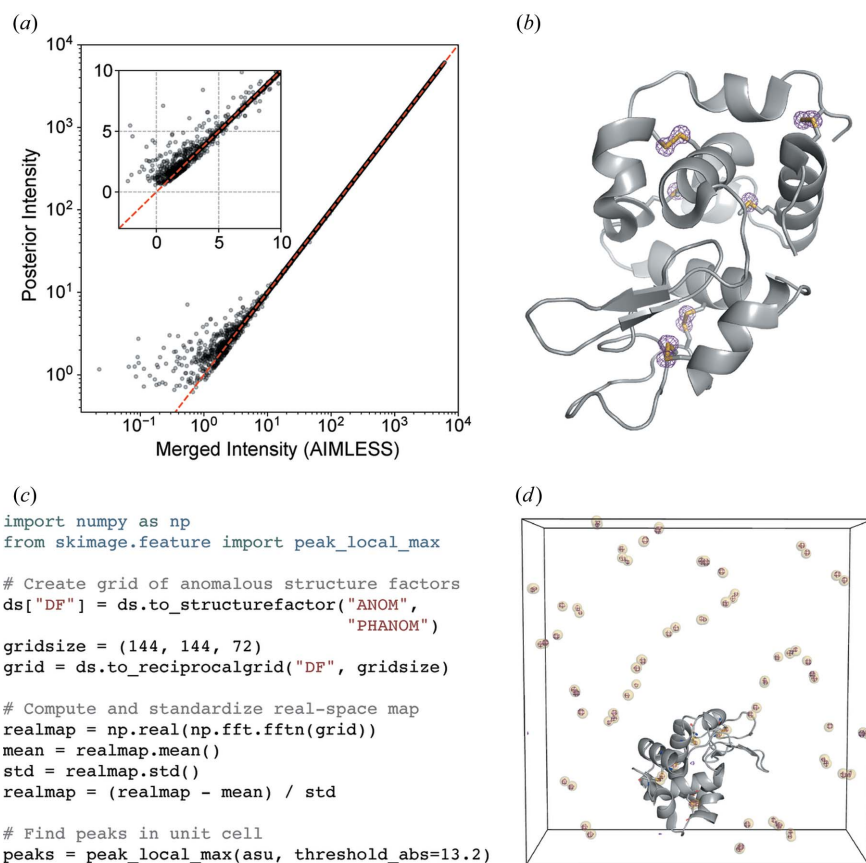 (a)
10⁴
10³
10²
10¹
10⁰
Posterior Intensity
10
5
0
0
5
10
10⁻¹
10⁰
10¹
10²
10³
10⁴
Merged Intensity (AIMLESS)
(b)
(c)
import numpy as np
from skimage.feature import peak_local_max
# Create grid of anomalous structure factors
ds["DF"] = ds.to_structurefactor("ANOM",
"PHANOM")
gridsize = (144, 144, 72)
grid = ds.to_reciprocalgrid("DF", gridsize)
# Compute and standardize real-space map
realmap = np.real(np.fft.fftn(grid))
mean = realmap.mean()
std = realmap.std()
realmap = (realmap - mean) / std
# Find peaks in unit cell
peaks = peak_local_max(asu, threshold_abs=13.2)
(d)